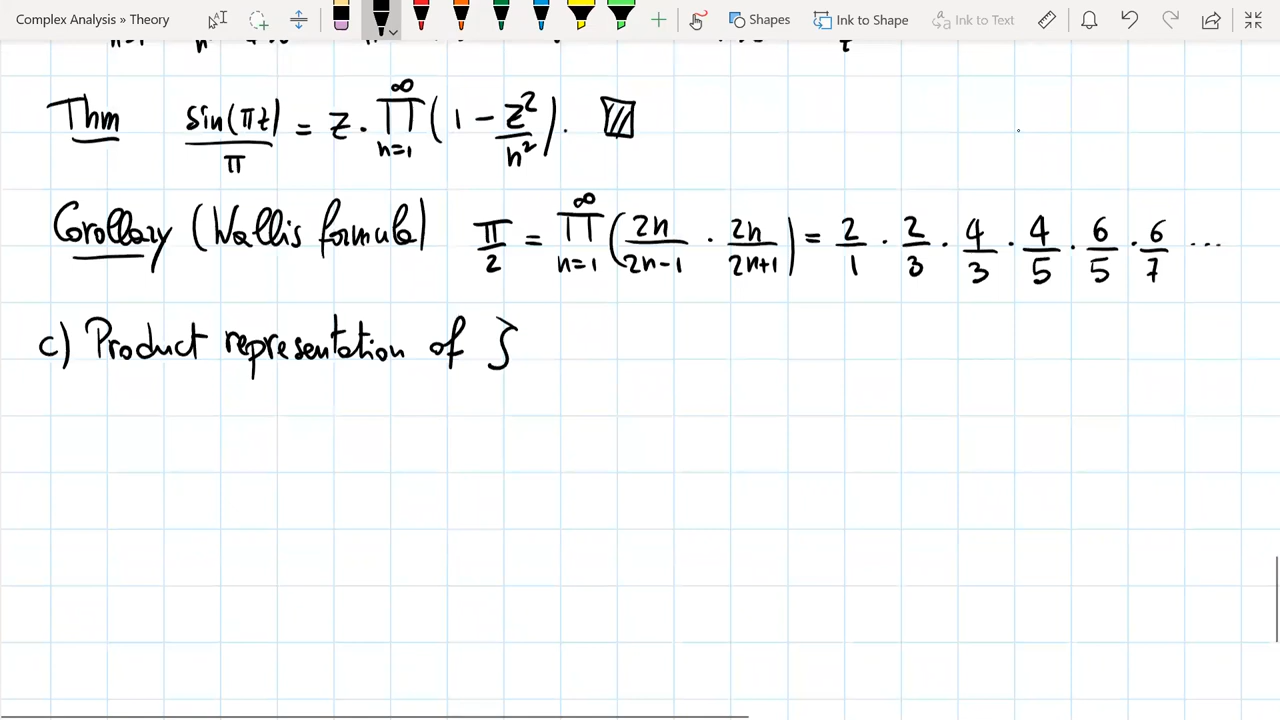 Complex Analysis » Theory
Shapes
Ink to Shape
Ink to Text
Thm sin(πz)/π = z · ∏_{n=1}^{∞} (1 − z²/n²).
Corollary (Wallis formula) π/2 = ∏_{n=1}^{∞} (2n/2n−1 · 2n/2n+1) = 2/1 · 2/3 · 4/3 · 4/5 · 6/5 · 6/7 ...
c) Product representation of ζ